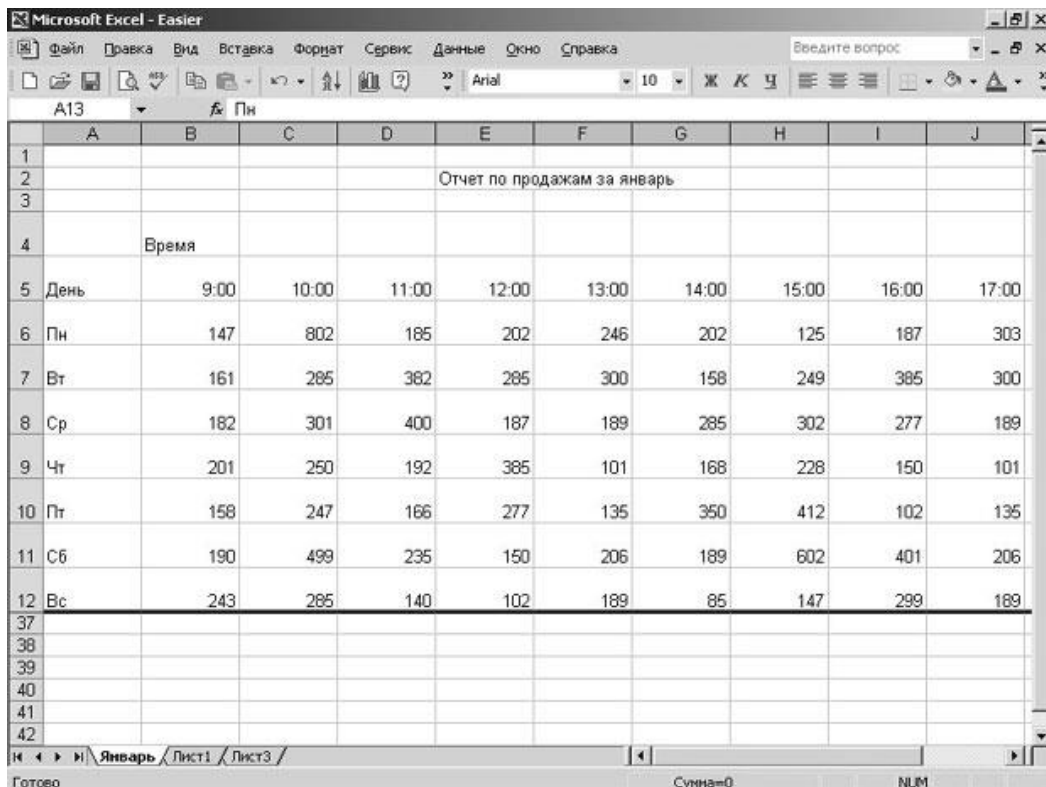 Microsoft Excel - Easier
Файл Правка Вид Вставка Формат Сервис Данные Окно Справка Введите вопрос
Arial 10 Ж К Ч
A13 fx Пн
A B C D E F G H I J
1
2 Отчет по продажам за январь
3
4 Время
5 День 9:00 10:00 11:00 12:00 13:00 14:00 15:00 16:00 17:00
6 Пн 147 802 185 202 246 202 125 187 303
7 Вт 161 285 382 285 300 158 249 385 300
8 Ср 182 301 400 187 189 285 302 277 189
9 Чт 201 250 192 385 101 168 228 150 101
10 Пт 158 247 166 277 135 350 412 102 135
11 Сб 190 499 235 150 206 189 602 401 206
12 Вс 243 285 140 102 189 85 147 299 189
37
38
39
40
41
42
Январь Лист1 Лист3
Готово Сумма=0 NUM